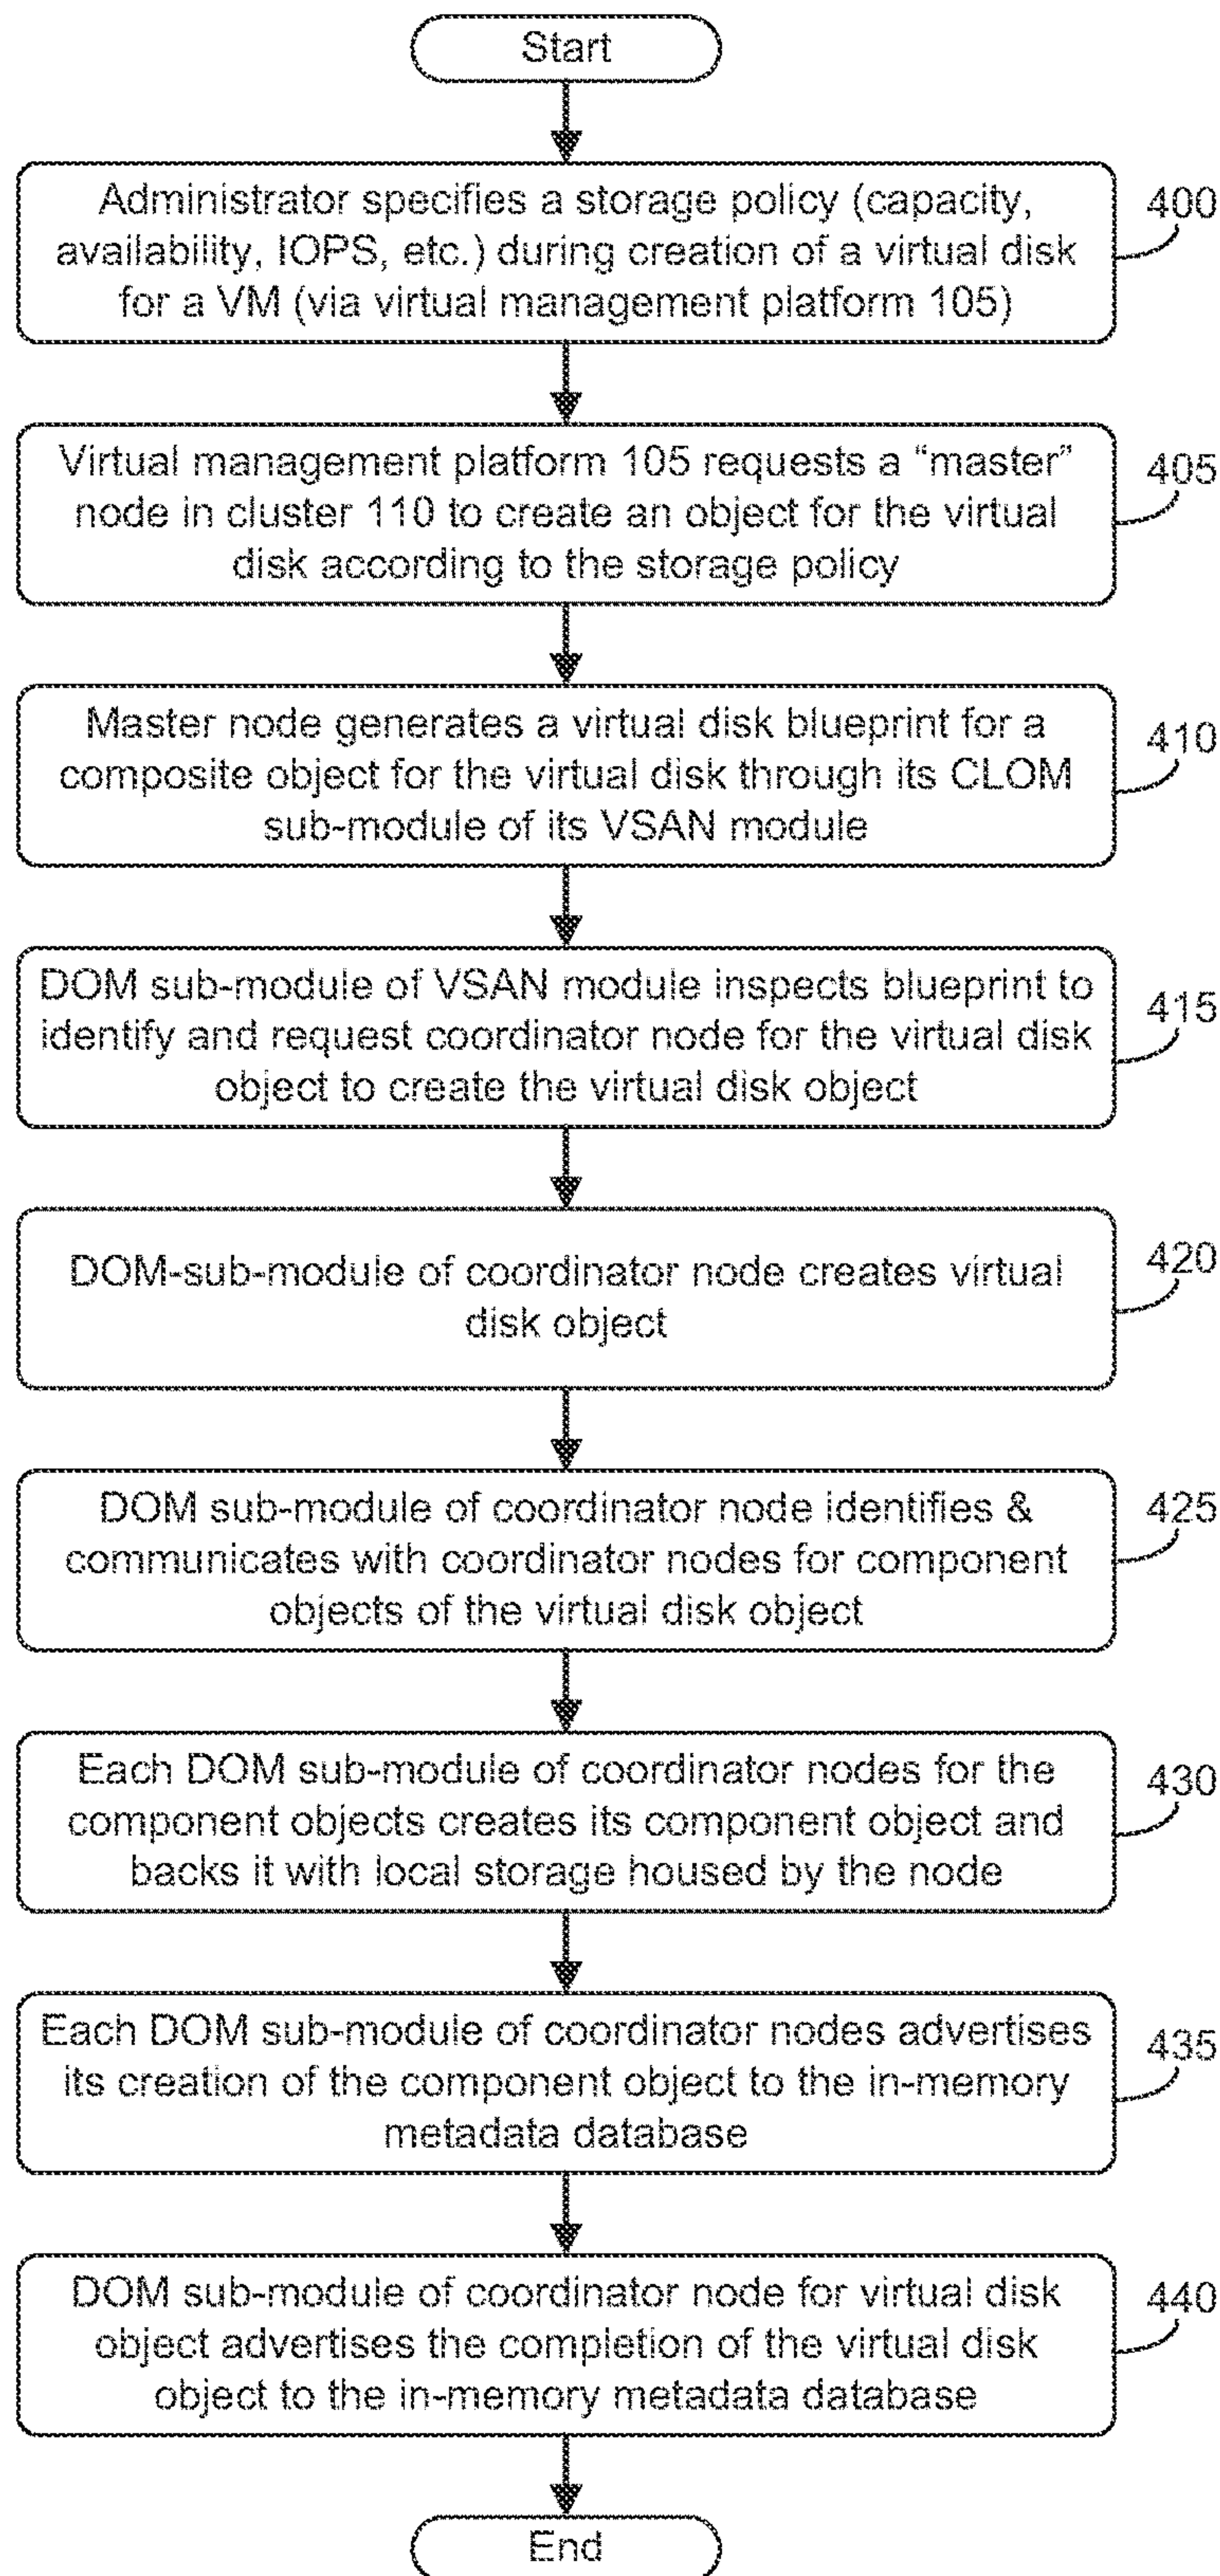 Start
Administrator specifies a storage policy (capacity,
availability, IOPS, etc.) during creation of a virtual disk
for a VM (via virtual management platform 105)
400
Virtual management platform 105 requests a “master”
node in cluster 110 to create an object for the virtual
disk according to the storage policy
405
Master node generates a virtual disk blueprint for a
composite object for the virtual disk through its CLOM
sub-module of its VSAN module
410
DOM sub-module of VSAN module inspects blueprint to
identify and request coordinator node for the virtual disk
object to create the virtual disk object
415
DOM-sub-module of coordinator node creates virtual
disk object
420
DOM sub-module of coordinator node identifies &
communicates with coordinator nodes for component
objects of the virtual disk object
425
Each DOM sub-module of coordinator nodes for the
component objects creates its component object and
backs it with local storage housed by the node
430
Each DOM sub-module of coordinator nodes advertises
its creation of the component object to the in-memory
metadata database
435
DOM sub-module of coordinator node for virtual disk
object advertises the completion of the virtual disk
object to the in-memory metadata database
440
End